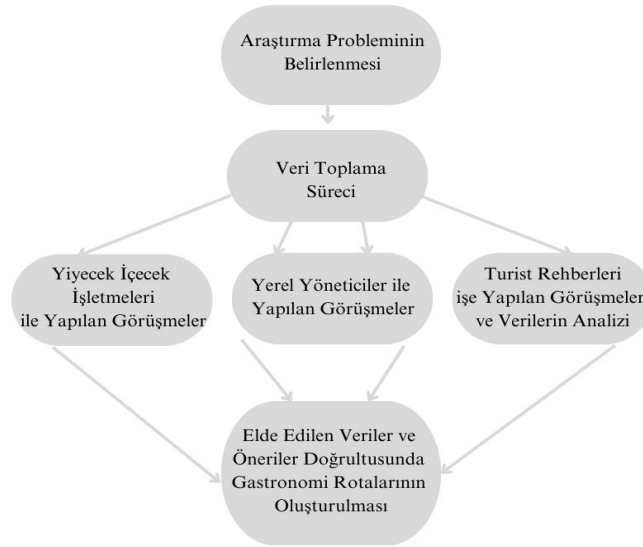 Araştırma Probleminin
Belirlenmesi
Veri Toplama
Süreci
Yiyecek İçecek
İşletmeleri
ile Yapılan Görüşmeler
Yerel Yöneticiler ile
Yapılan Görüşmeler
Turist Rehberleri
işe Yapılan Görüşmeler
ve Verilerin Analizi
Elde Edilen Veriler ve
Öneriler Doğrultusunda
Gastronomi Rotalarının
Oluşturulması